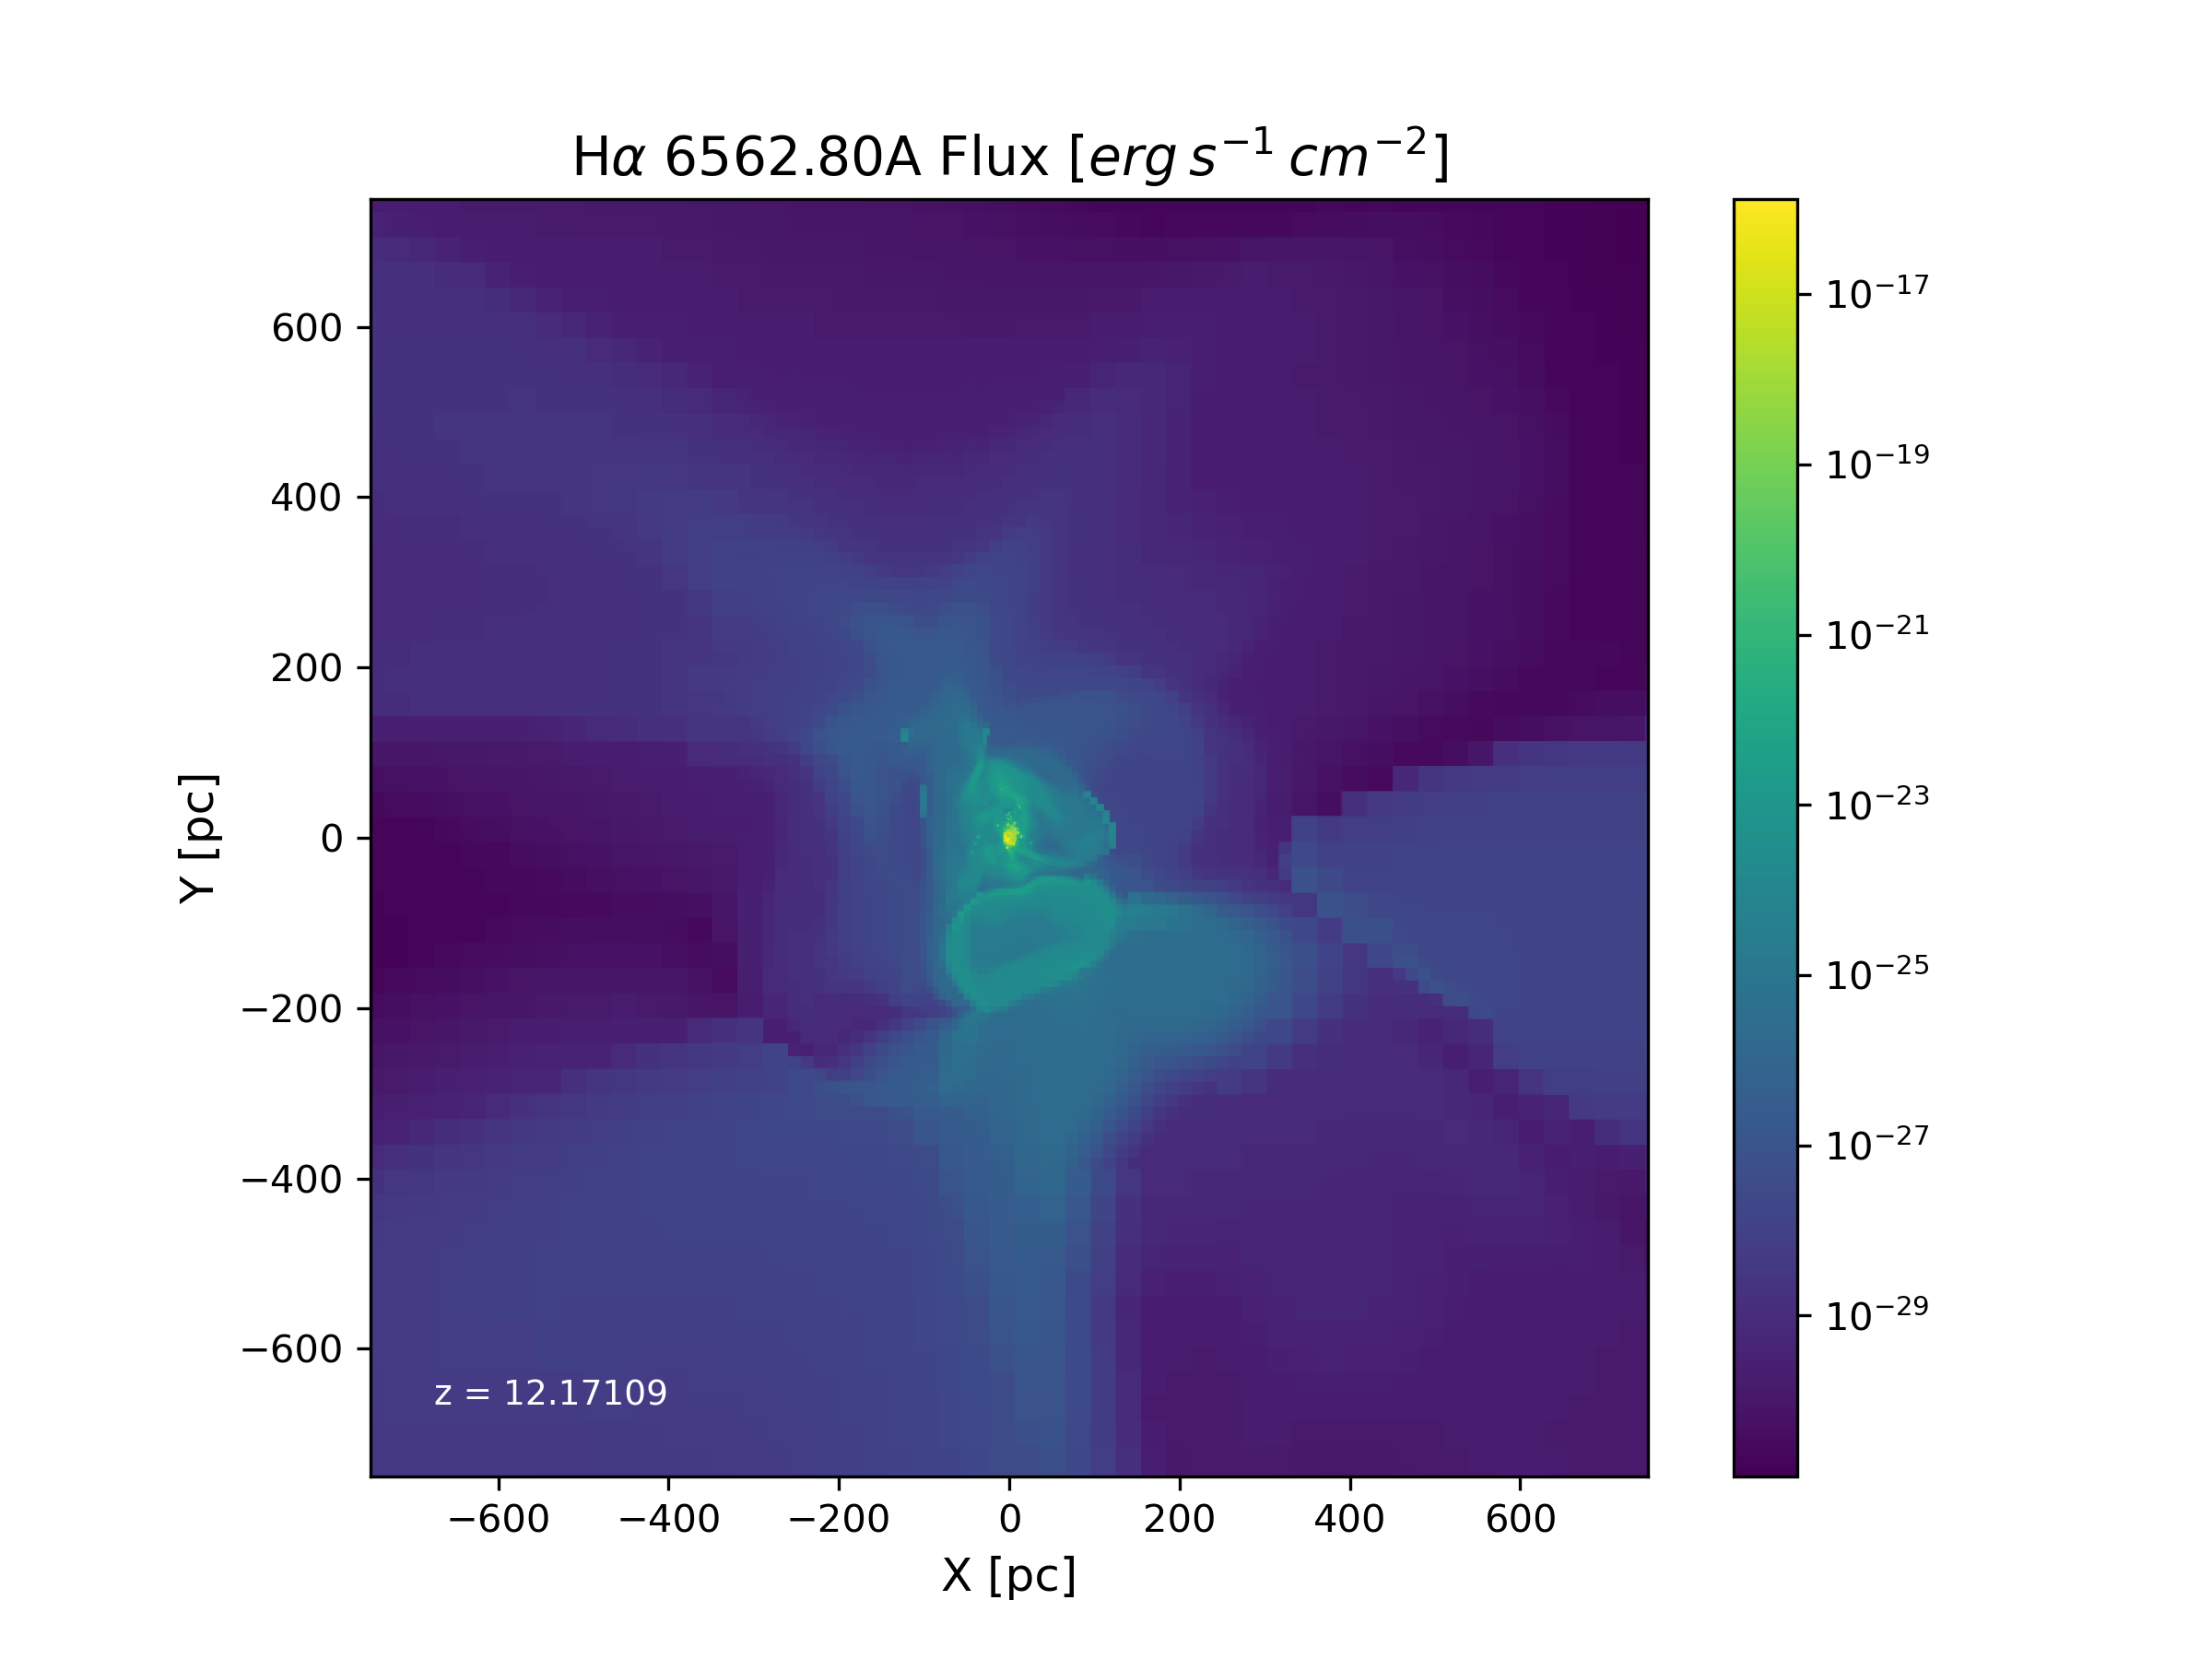 Hα 6562.80A Flux [erg s⁻¹ cm⁻²]
600
400
200
0
−200
−400
−600
Y [pc]
z = 12.17109
−600 −400 −200 0 200 400 600
X [pc]
10⁻¹⁷
10⁻¹⁹
10⁻²¹
10⁻²³
10⁻²⁵
10⁻²⁷
10⁻²⁹